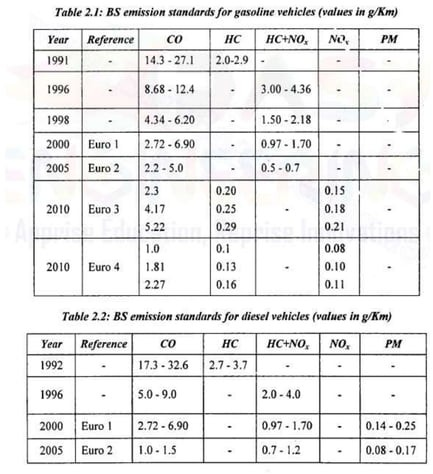 Table 2.1: BS emission standards for gasoline vehicles (values in g/Km)
Year Reference CO HC HC+NOx NOx PM
1991 - 14.3 - 27.1 2.0-2.9 - - -
1996 - 8.68 - 12.4 - 3.00 - 4.36 - -
1998 - 4.34 - 6.20 - 1.50 - 2.18 - -
2000 Euro 1 2.72 - 6.90 - 0.97 - 1.70 - -
2005 Euro 2 2.2 - 5.0 - 0.5 - 0.7 - -
2.3 0.20 0.15
2010 Euro 3 4.17 0.25 - 0.18 -
5.22 0.29 0.21
1.0 0.1 0.08
2010 Euro 4 1.81 0.13 - 0.10 -
2.27 0.16 0.11
Table 2.2: BS emission standards for diesel vehicles (values in g/Km)
Year Reference CO HC HC+NOx NOx PM
1992 - 17.3 - 32.6 2.7 - 3.7 - - -
1996 - 5.0 - 9.0 - 2.0 - 4.0 - -
2000 Euro 1 2.72 - 6.90 - 0.97 - 1.70 - 0.14 - 0.25
2005 Euro 2 1.0 - 1.5 - 0.7 - 1.2 - 0.08 - 0.17